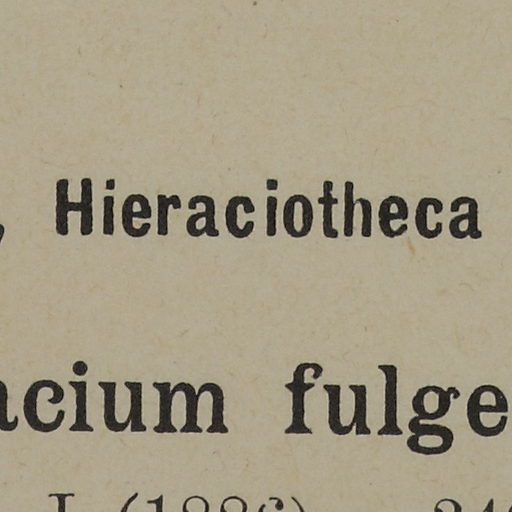 , Hieraciotheca
acium fulge